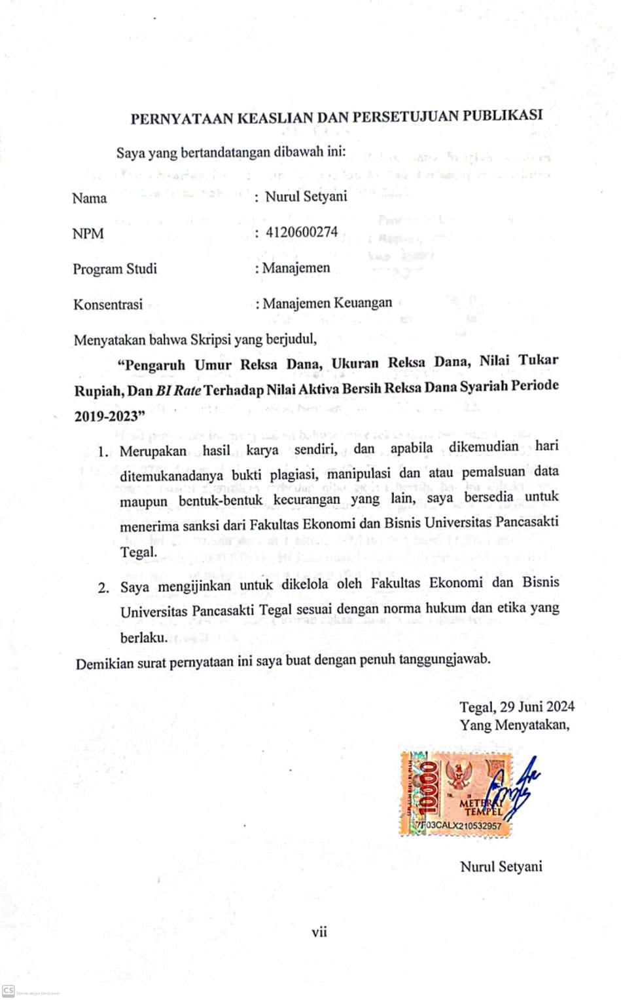 PERNYATAAN KEASLIAN DAN PERSETUJUAN PUBLIKASI
Saya yang bertandatangan dibawah ini:
Nama : Nurul Setyani
NPM : 4120600274
Program Studi : Manajemen
Konsentrasi : Manajemen Keuangan
Menyatakan bahwa Skripsi yang berjudul,
“Pengaruh Umur Reksa Dana, Ukuran Reksa Dana, Nilai Tukar
Rupiah, Dan BI Rate Terhadap Nilai Aktiva Bersih Reksa Dana Syariah Periode
2019-2023”
1. Merupakan hasil karya sendiri, dan apabila dikemudian hari
ditemukanadanya bukti plagiasi, manipulasi dan atau pemalsuan data
maupun bentuk-bentuk kecurangan yang lain, saya bersedia untuk
menerima sanksi dari Fakultas Ekonomi dan Bisnis Universitas Pancasakti
Tegal.
2. Saya mengijinkan untuk dikelola oleh Fakultas Ekonomi dan Bisnis
Universitas Pancasakti Tegal sesuai dengan norma hukum dan etika yang
berlaku.
Demikian surat pernyataan ini saya buat dengan penuh tanggungjawab.
Tegal, 29 Juni 2024
Yang Menyatakan,
SEPULUH RIBU RUPIAH
10000
METERAI
TEMPEL
7F03CALX210532957
Nurul Setyani
vii
CS